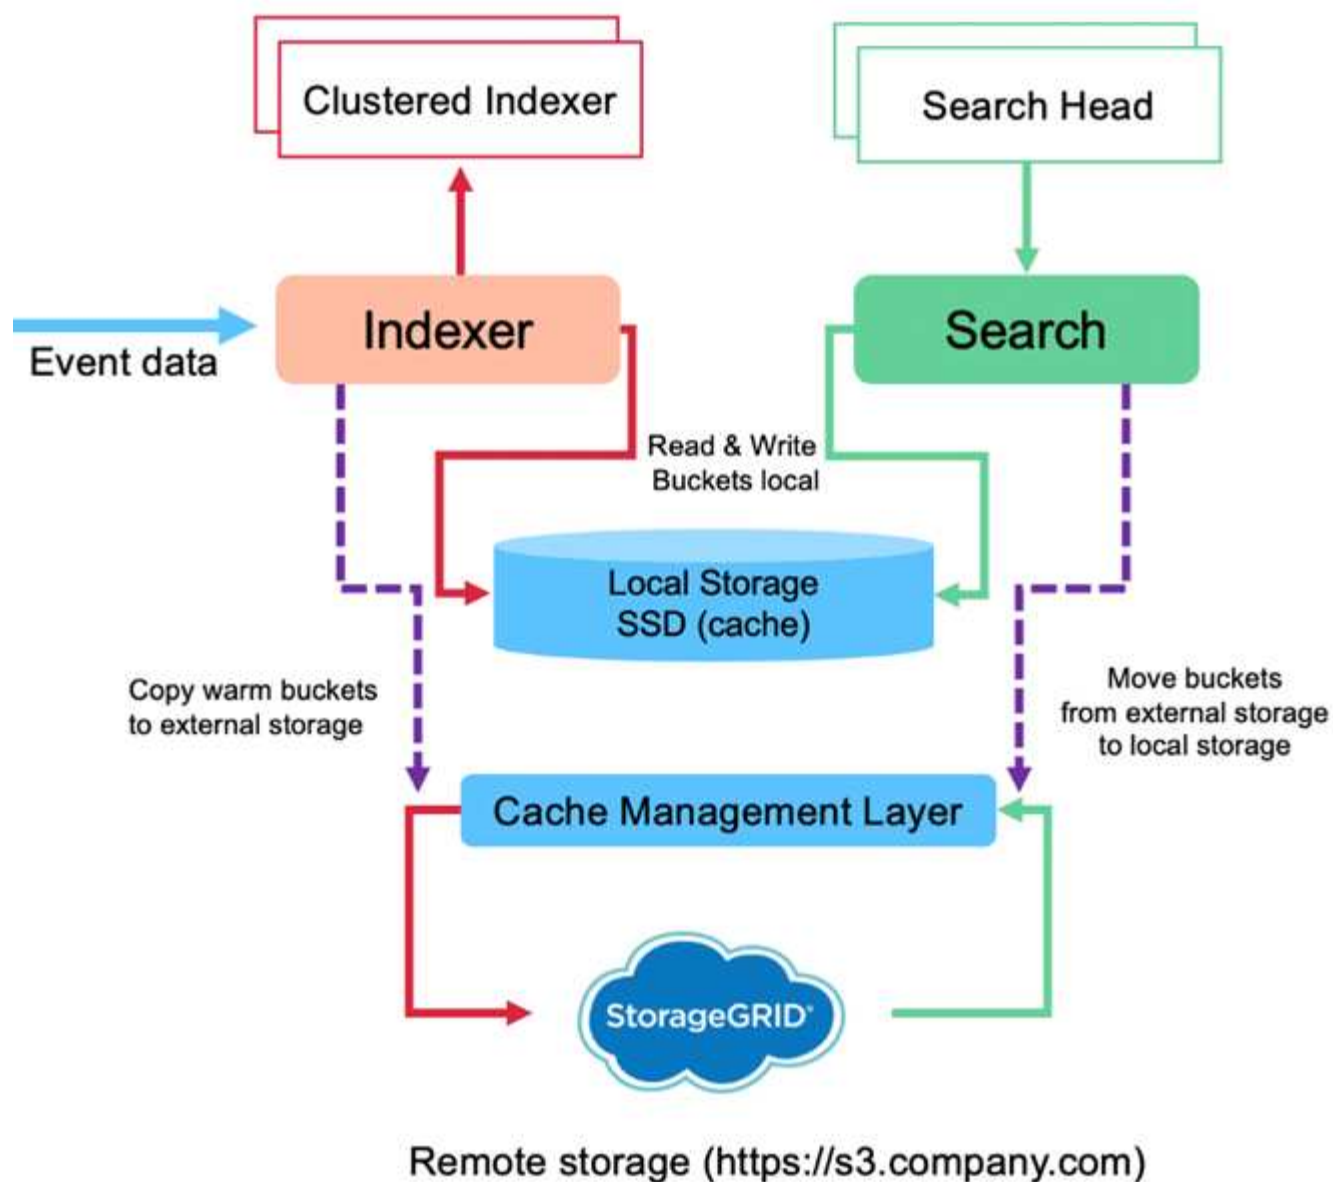 Clustered Indexer
Search Head
Indexer
Search
Event data
Read & Write
Buckets local
Local Storage
SSD (cache)
Copy warm buckets
to external storage
Move buckets
from external storage
to local storage
Cache Management Layer
StorageGRID®
Remote storage (https://s3.company.com)